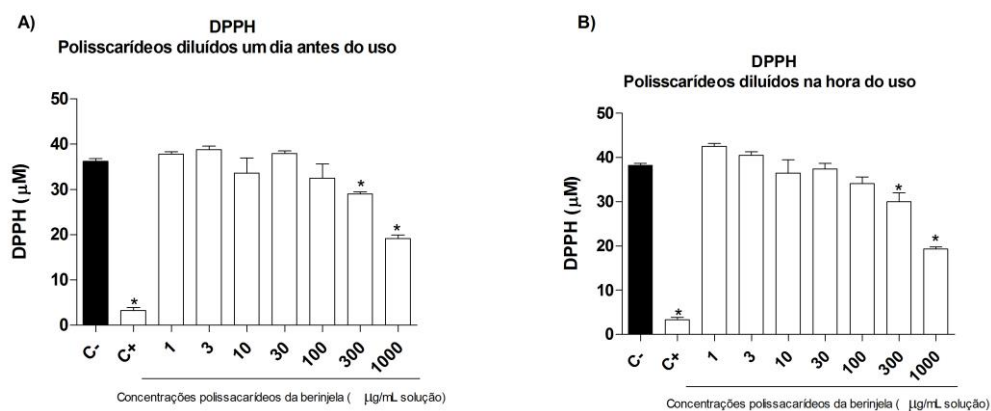 A)
DPPH
Polisscarídeos diluídos um dia antes do uso
50
40
30
20
10
0
DPPH (μM)
*
*
*
C-
C+
1
3
10
30
100
300
1000
Concentrações polissacarídeos da berinjela ( μg/mL solução)
B)
DPPH
Polisscarídeos diluídos na hora do uso
50
40
30
20
10
0
DPPH (μM)
*
*
*
C-
C+
1
3
10
30
100
300
1000
Concentrações polissacarídeos da berinjela ( μg/mL solução)